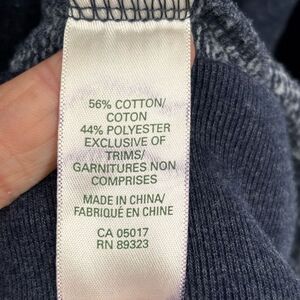 56% COTTON/
COTON
44% POLYESTER
EXCLUSIVE OF
TRIMS/
GARNITURES NON
COMPRISES
MADE IN CHINA/
FABRIQUÉ EN CHINE
CA 05017
RN 89323